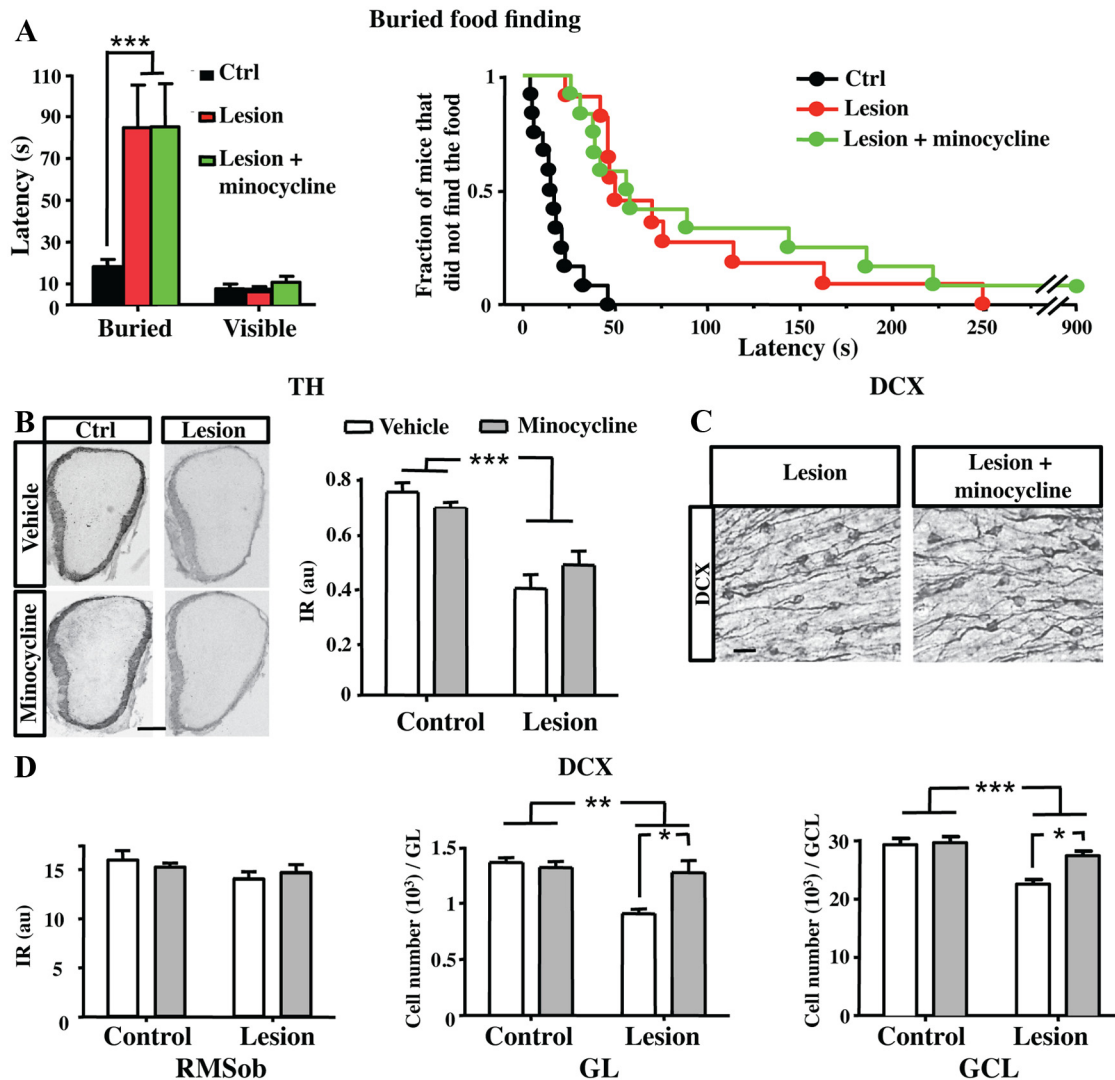 Buried food finding
A
***
Ctrl
Lesion
Lesion +
minocycline
Latency (s)
110
90
70
50
30
10
0
Buried
Visible
Ctrl
Lesion
Lesion + minocycline
Fraction of mice that
did not find the food
1
0.5
0
0
50
100
150
200
250
900
Latency (s)
TH
DCX
B
Ctrl
Lesion
Vehicle
Minocycline
Vehicle
Minocycline
***
IR (au)
0.8
0.6
0.4
0.2
0
Control
Lesion
C
Lesion
Lesion +
minocycline
DCX
D
DCX
IR (au)
15
15
0
Control
Lesion
RMSob
**
*
Cell number (10³) / GL
1.5
1
0.5
0
Control
Lesion
GL
***
*
Cell number (10³) / GCL
30
20
10
0
Control
Lesion
GCL